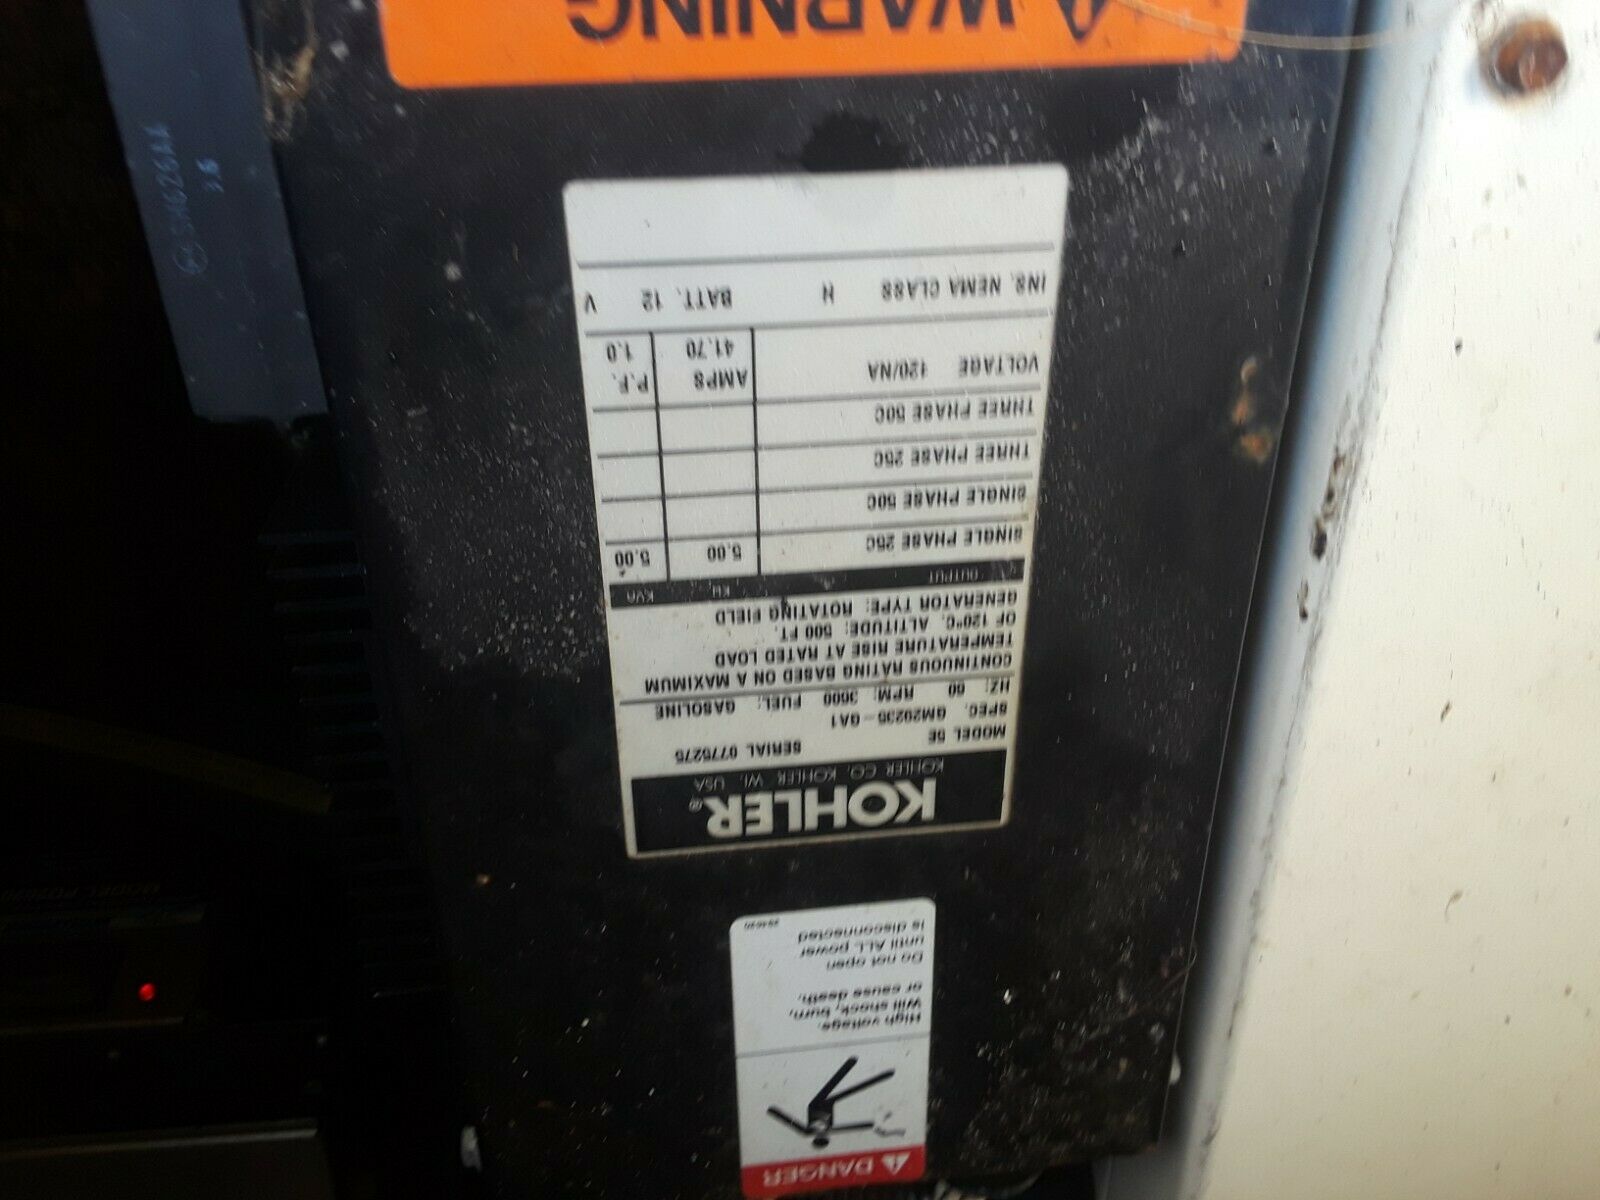 ⚠ WARNING
KOHLER®
KOHLER CO. KOHLER, WI. USA
MODEL 5E SERIAL 0775275
SPEC. GM20235-GA1
HZ: 60 RPM: 3600 FUEL: GASOLINE
CONTINUOUS RATING BASED ON A MAXIMUM
TEMPERATURE RISE AT RATED LOAD
OF 120°C. ALTITUDE: 500 FT.
GENERATOR TYPE: ROTATING FIELD
OUTPUT KW KVA
SINGLE PHASE 25C 5.00 5.00
SINGLE PHASE 50C
THREE PHASE 25C
THREE PHASE 50C
VOLTAGE 120/NA AMPS P.F.
41.70 1.0
INS. NEMA CLASS H BATT. 12 V
⚠ DANGER
High voltage.
Will shock, burn,
or cause death.
Do not open
until ALL power
is disconnected
SM626SAA
3.5